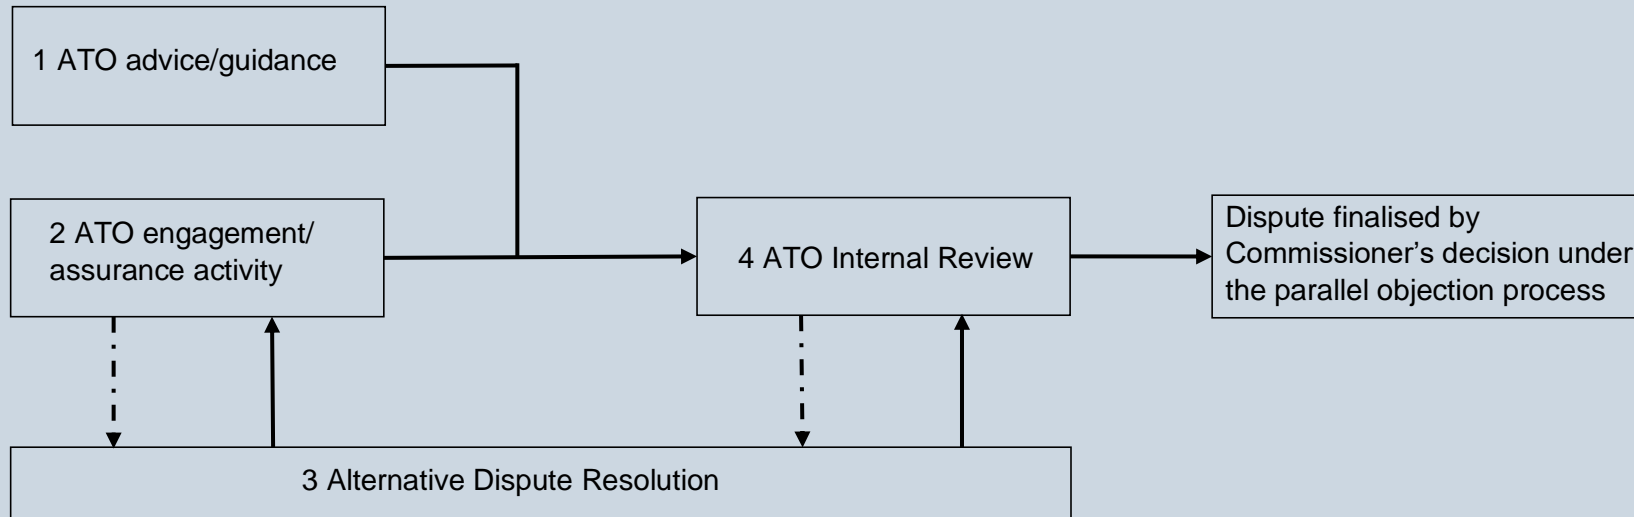 1 ATO advice/guidance
2 ATO engagement/
assurance activity
4 ATO Internal Review
Dispute finalised by
Commissioner’s decision under
the parallel objection process
3 Alternative Dispute Resolution